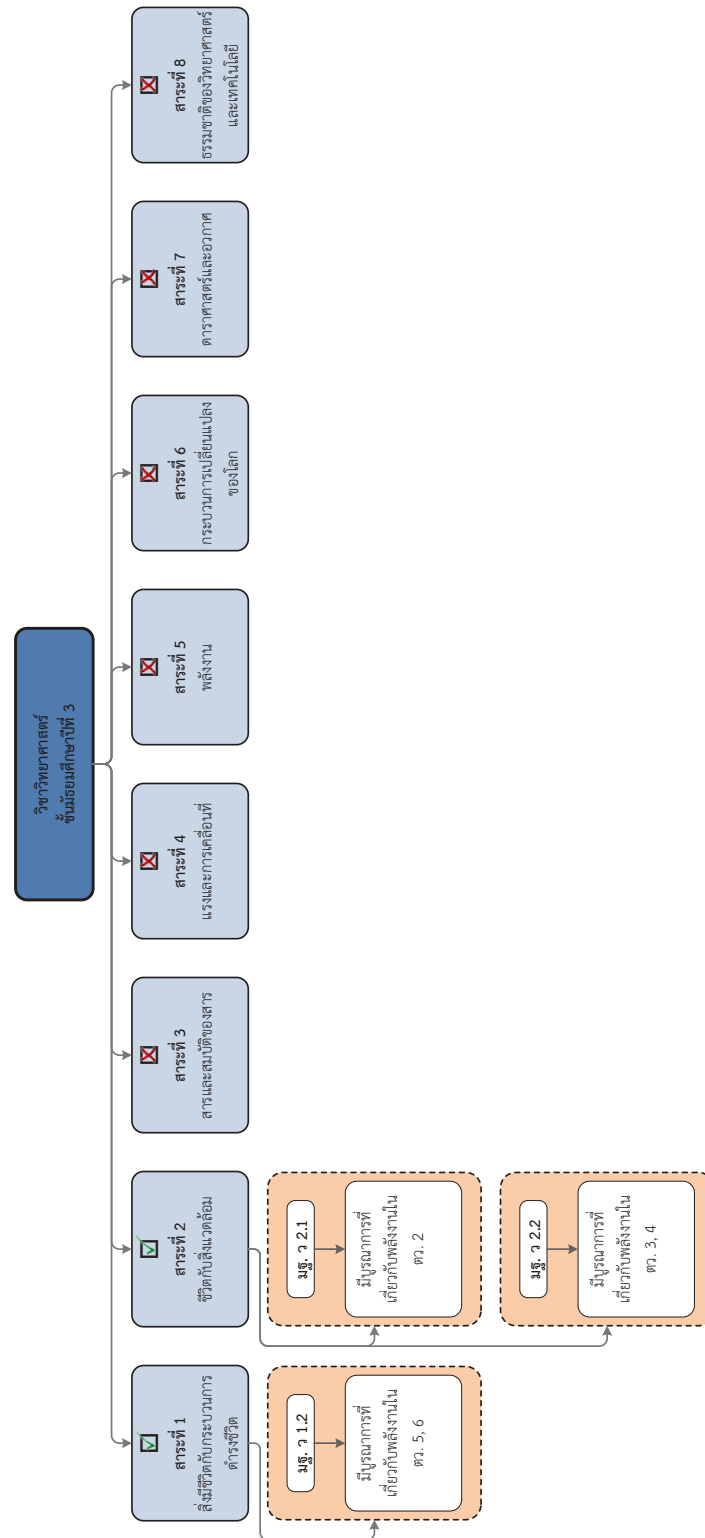 วิชาวิทยาศาสตร์
ชั้นมัธยมศึกษาปีที่ 3
สาระที่ 1
สิ่งมีชีวิตกับกระบวนการ
ดำรงชีวิต
มฐ. ว 1.2
มีบูรณาการที่
เกี่ยวกับพลังงานใน
ตว. 5, 6
สาระที่ 2
ชีวิตกับสิ่งแวดล้อม
มฐ. ว 2.1
มีบูรณาการที่
เกี่ยวกับพลังงานใน
ตว. 2
มฐ. ว 2.2
มีบูรณาการที่
เกี่ยวกับพลังงานใน
ตว. 3, 4
สาระที่ 3
สารและสมบัติของสาร
สาระที่ 4
แรงและการเคลื่อนที่
สาระที่ 5
พลังงาน
สาระที่ 6
กระบวนการเปลี่ยนแปลง
ของโลก
สาระที่ 7
ดาราศาสตร์และอวกาศ
สาระที่ 8
ธรรมชาติของวิทยาศาสตร์
และเทคโนโลยี